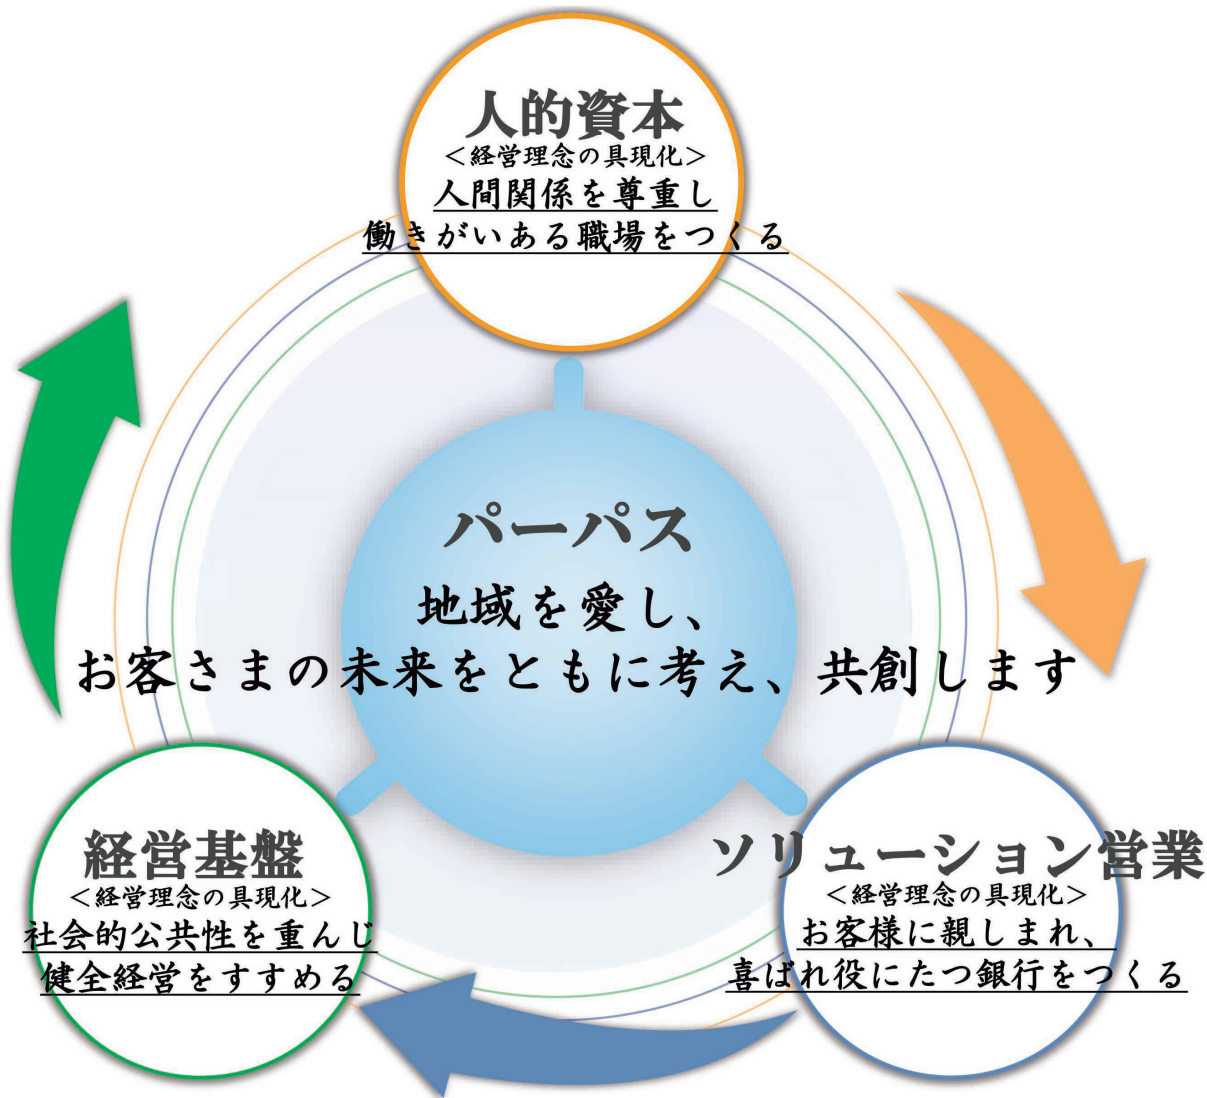 人的資本
＜経営理念の具現化＞
人間関係を尊重し
働きがいある職場をつくる
パーパス
地域を愛し、
お客さまの未来をともに考え、共創します
経営基盤
＜経営理念の具現化＞
社会的公共性を重んじ
健全経営をすすめる
ソリューション営業
＜経営理念の具現化＞
お客様に親しまれ、
喜ばれ役にたつ銀行をつくる